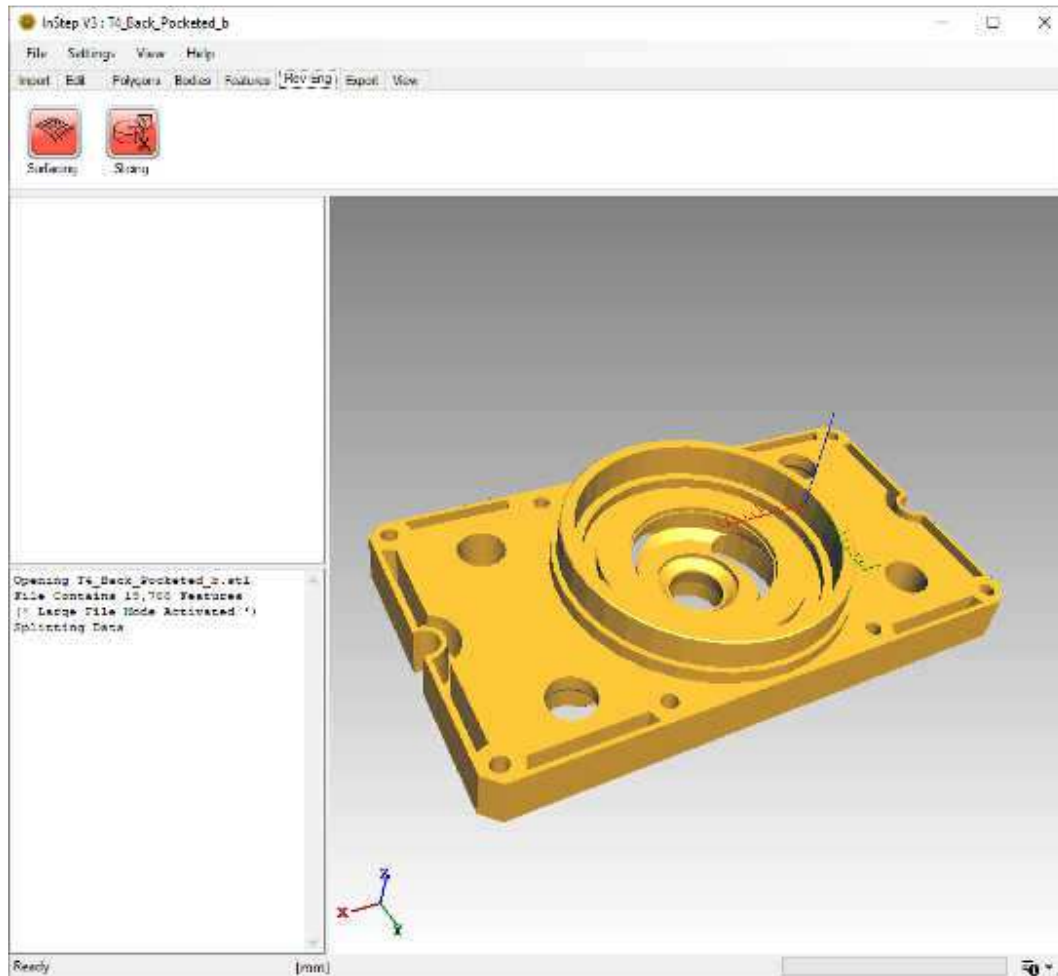 InStep V3 : T4_Back_Pocketed_b
File Settings View Help
Import Edit Polygons Bodies Features Rev Eng Export View
Surfacing Slicing
Opening T4_Back_Pocketed_b.stl
File Contains 15,708 Features
(* Large File Mode Activated *)
Splitting Data
Z
X
Y
Ready [mm]